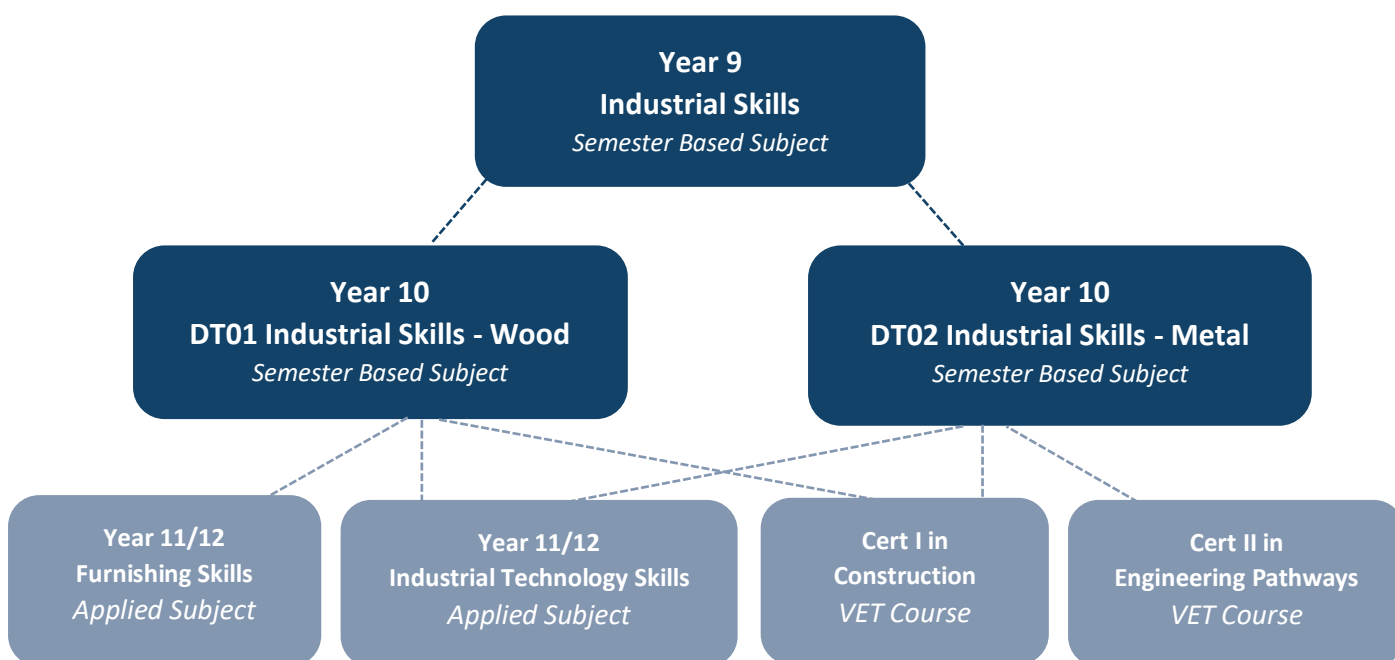 Year 9
Industrial Skills
Semester Based Subject
Year 10
DT01 Industrial Skills - Wood
Semester Based Subject
Year 10
DT02 Industrial Skills - Metal
Semester Based Subject
Year 11/12
Furnishing Skills
Applied Subject
Year 11/12
Industrial Technology Skills
Applied Subject
Cert I in
Construction
VET Course
Cert II in
Engineering Pathways
VET Course